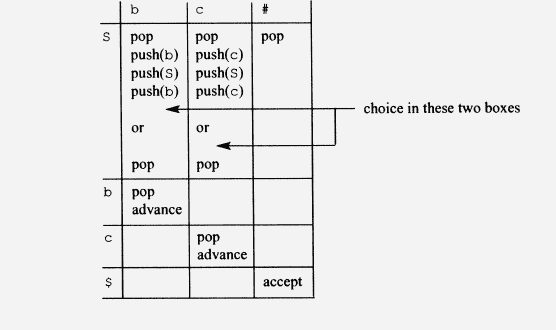 b c #
S pop pop pop
push(b) push(c)
push(S) push(S)
push(b) push(c)
choice in these two boxes
or or
pop pop
b pop
advance
c pop
advance
$ accept